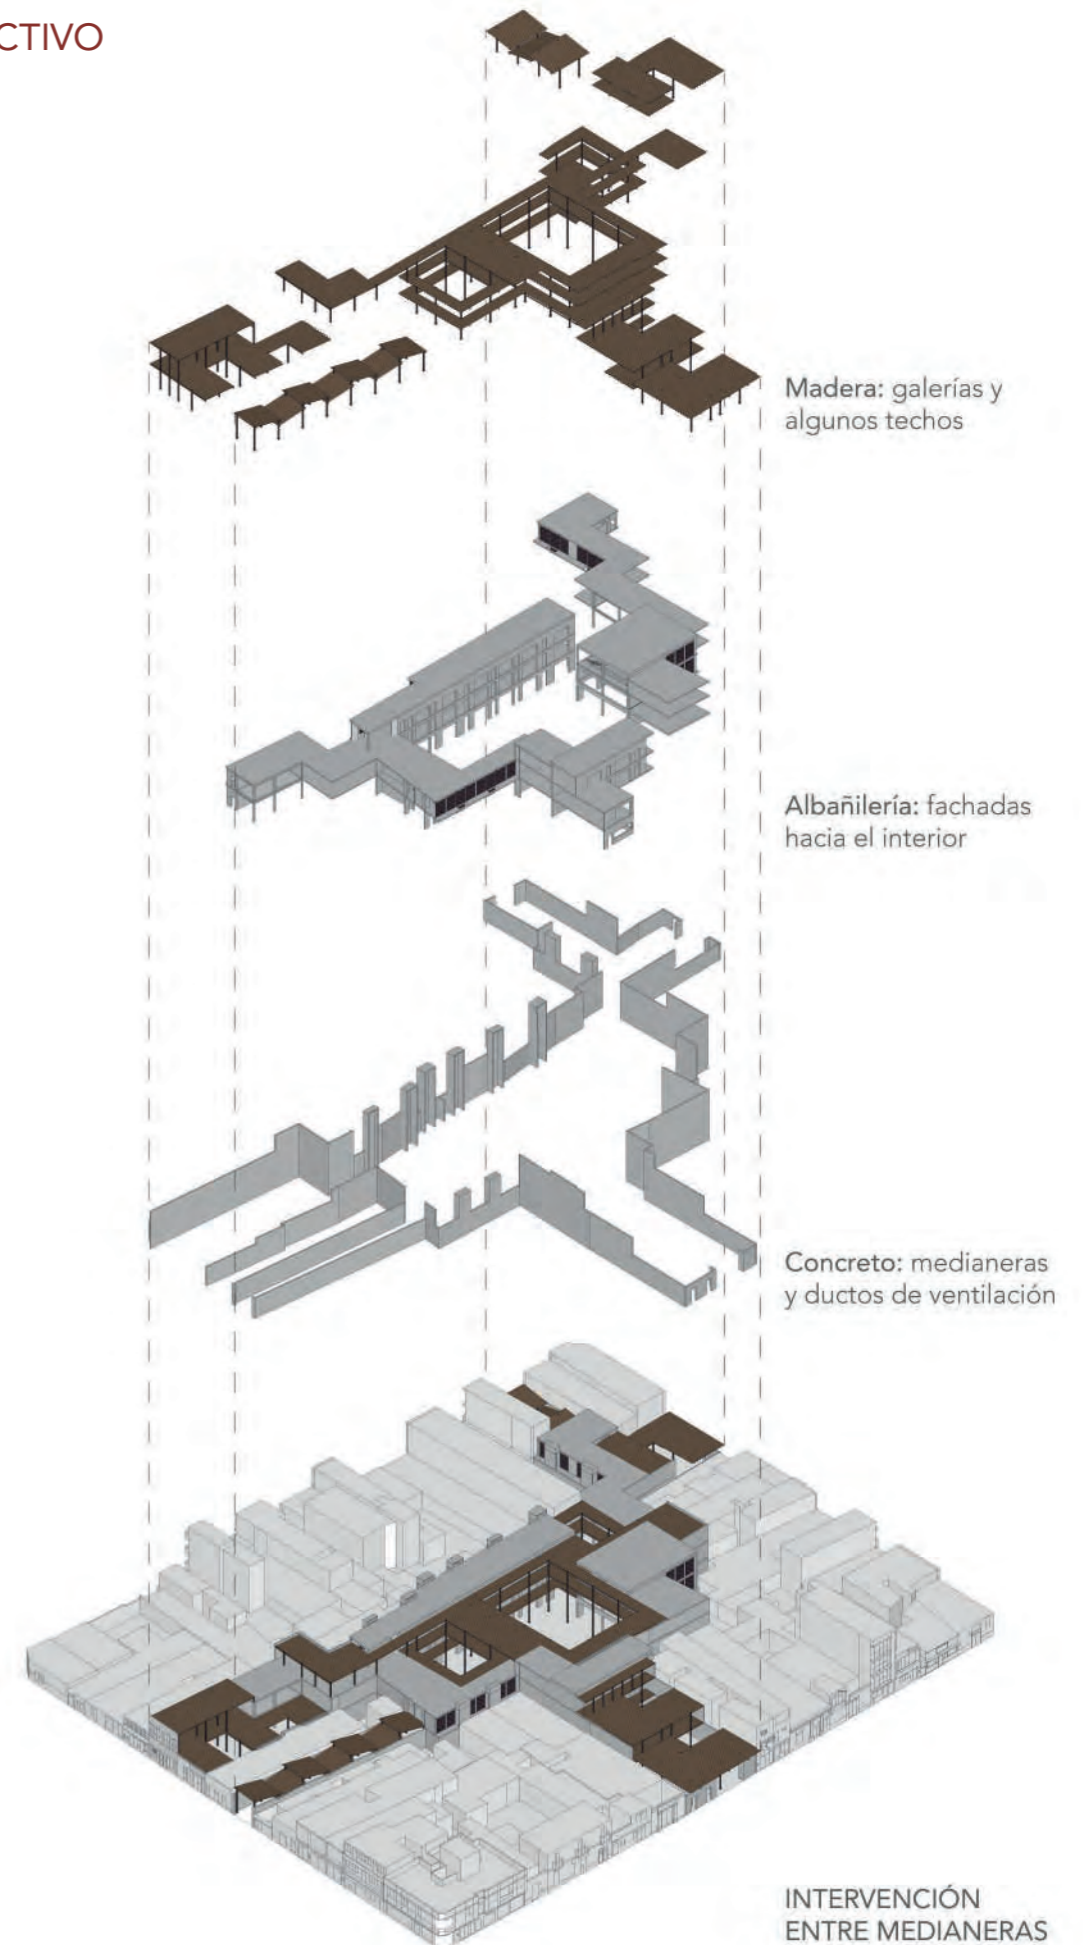 CTIVO
Madera: galerías y
algunos techos
Albañilería: fachadas
hacia el interior
Concreto: medianeras
y ductos de ventilación
INTERVENCIÓN
ENTRE MEDIANERAS